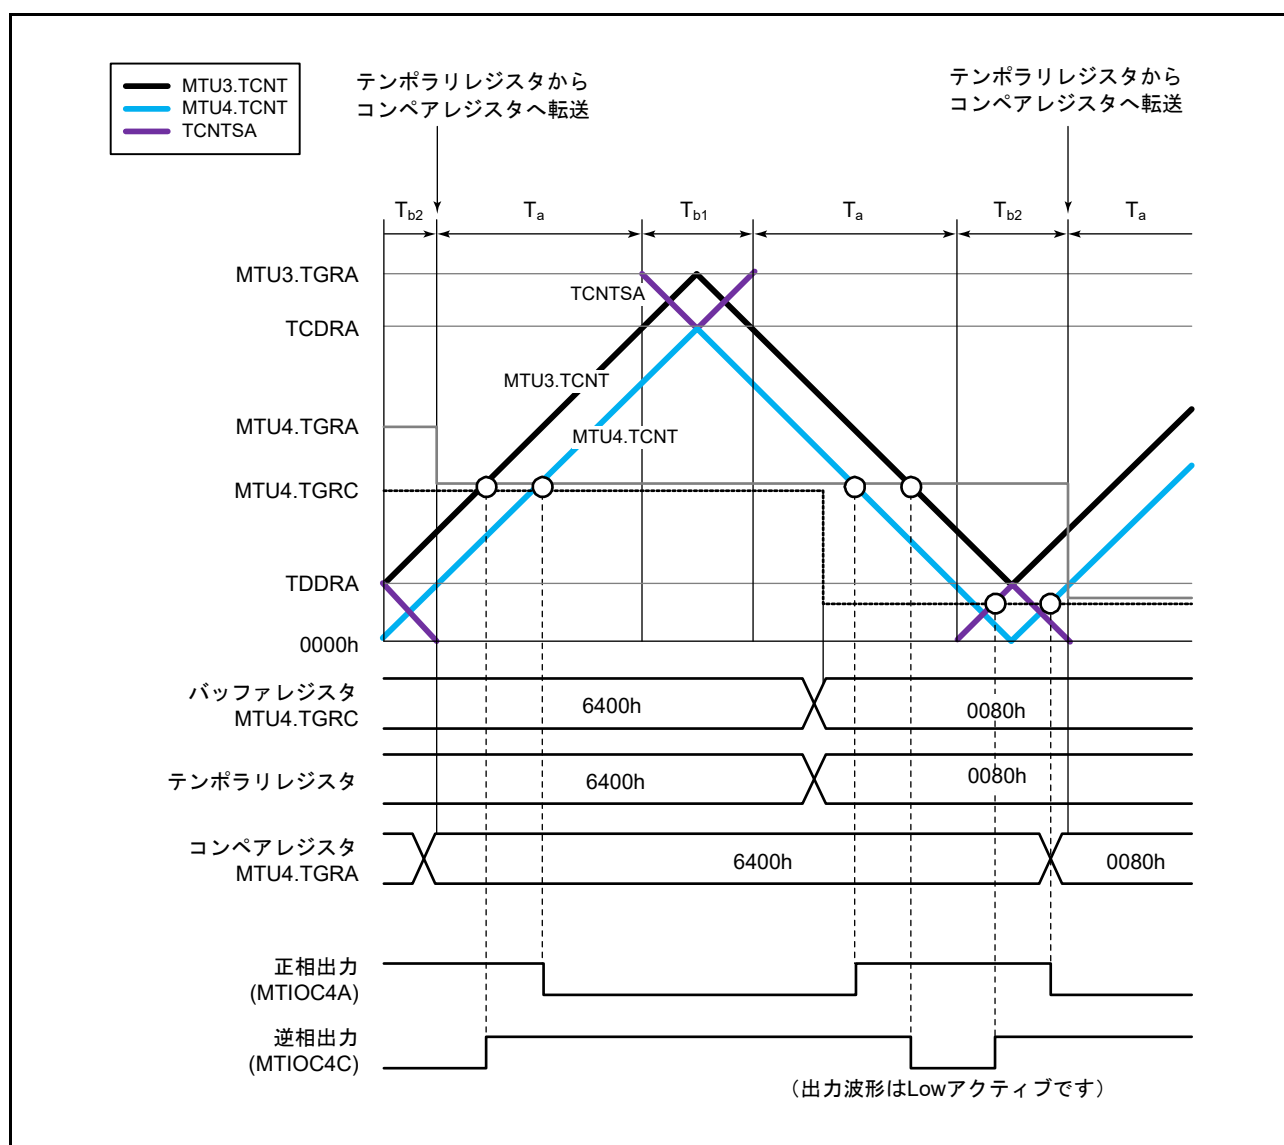 MTU3.TCNT
MTU4.TCNT
TCNTSA
テンポラリレジスタから
コンペアレジスタへ転送
テンポラリレジスタから
コンペアレジスタへ転送
Tb2
Ta
Tb1
Ta
Tb2
Ta
MTU3.TGRA
TCNTSA
TCDRA
MTU3.TCNT
MTU4.TGRA
MTU4.TCNT
MTU4.TGRC
TDDRA
0000h
バッファレジスタ
MTU4.TGRC
6400h
0080h
テンポラリレジスタ
6400h
0080h
コンペアレジスタ
MTU4.TGRA
6400h
0080h
正相出力
(MTIOC4A)
逆相出力
(MTIOC4C)
（出力波形はLowアクティブです）